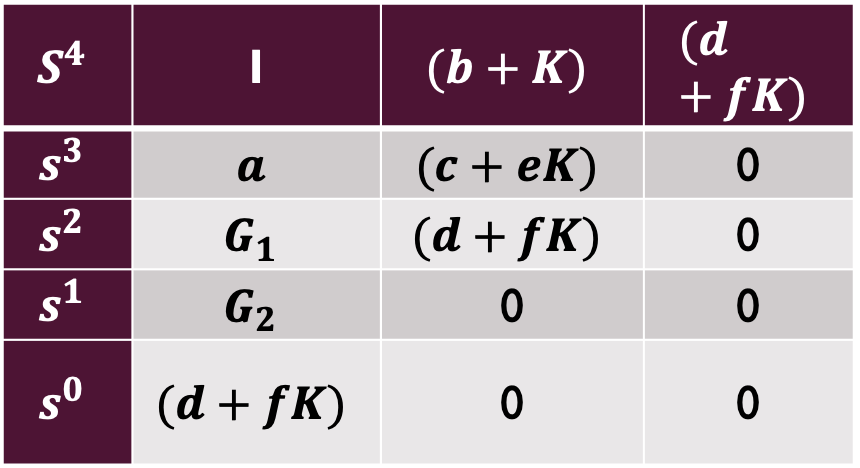 S⁴ I (b + K) (d + fK)
s³ a (c + eK) 0
s² G₁ (d + fK) 0
s¹ G₂ 0 0
s⁰ (d + fK) 0 0